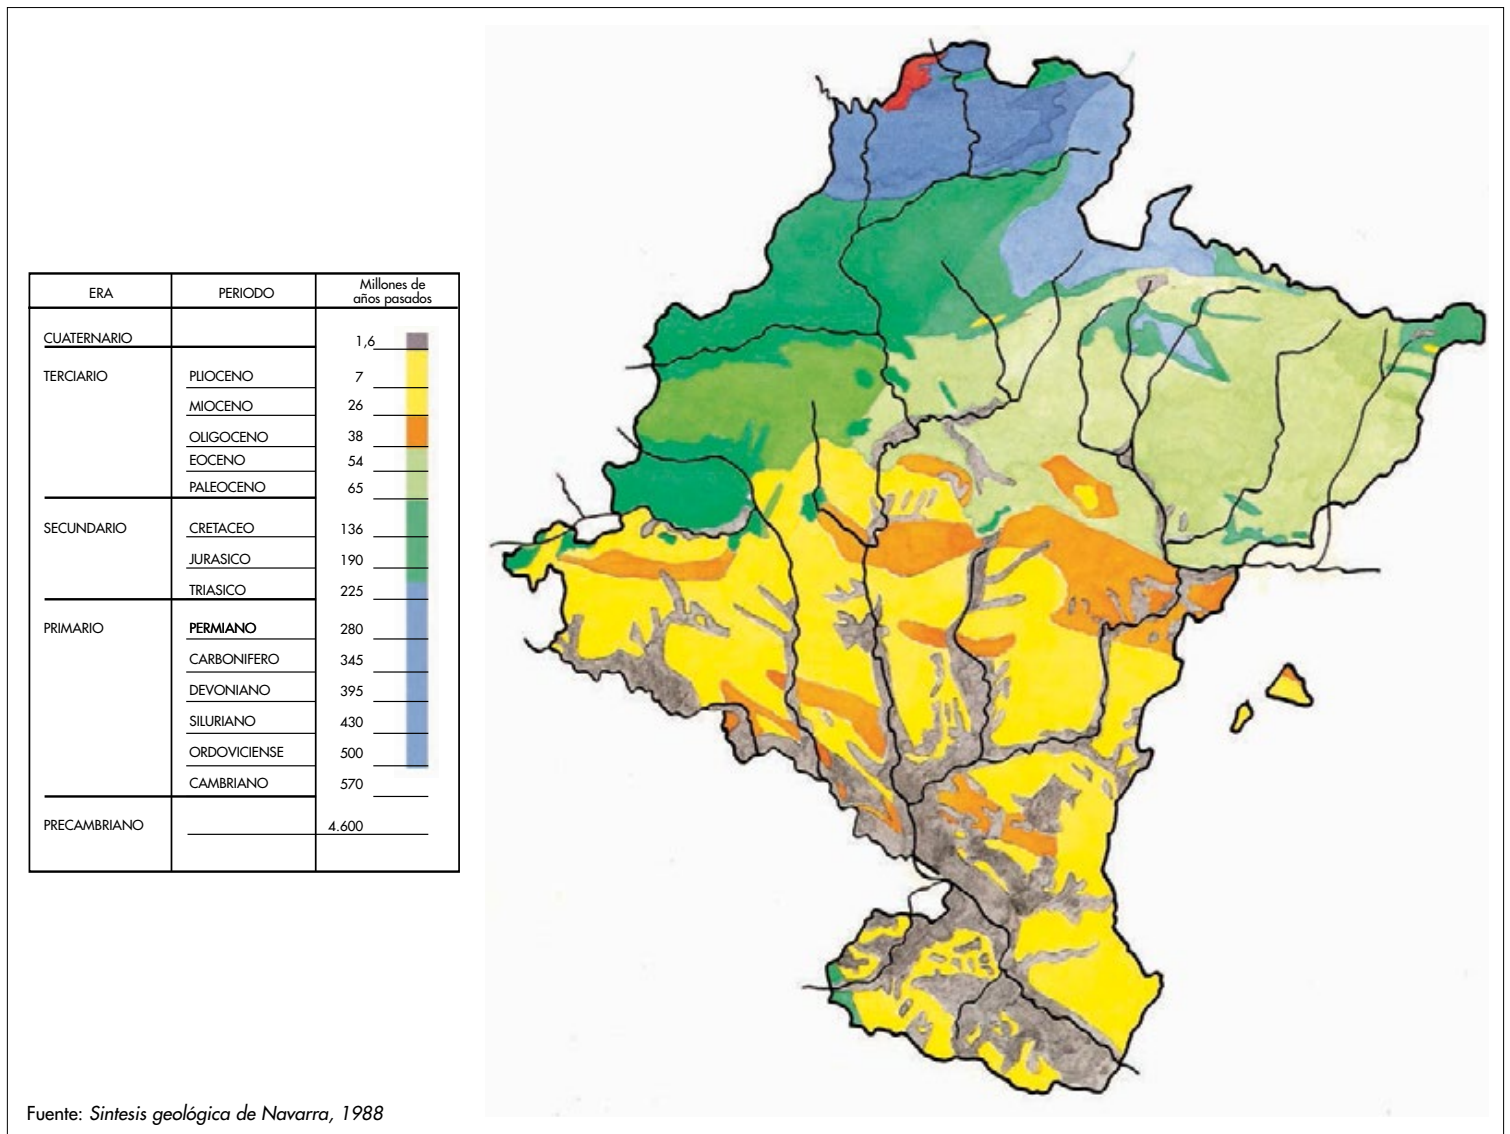 ERA PERIODO Millones de
años pasados
CUATERNARIO 1,6
TERCIARIO PLIOCENO 7
MIOCENO 26
OLIGOCENO 38
EOCENO 54
PALEOCENO 65
SECUNDARIO CRETACEO 136
JURASICO 190
TRIASICO 225
PRIMARIO PERMIANO 280
CARBONIFERO 345
DEVONIANO 395
SILURIANO 430
ORDOVICIENSE 500
CAMBRIANO 570
PRECAMBRIANO 4.600
Fuente: Sintesis geológica de Navarra, 1988